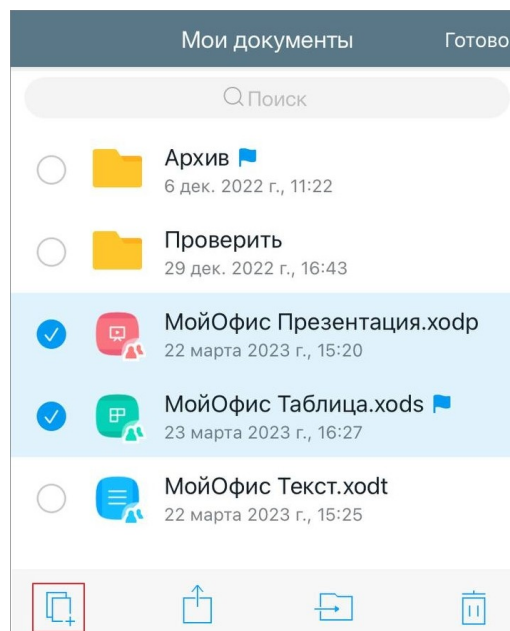 Мои документы Готово
Поиск
Архив
6 дек. 2022 г., 11:22
Проверить
29 дек. 2022 г., 16:43
МойОфис Презентация.xodp
22 марта 2023 г., 15:20
МойОфис Таблица.xods
23 марта 2023 г., 16:27
МойОфис Текст.xodt
22 марта 2023 г., 15:25